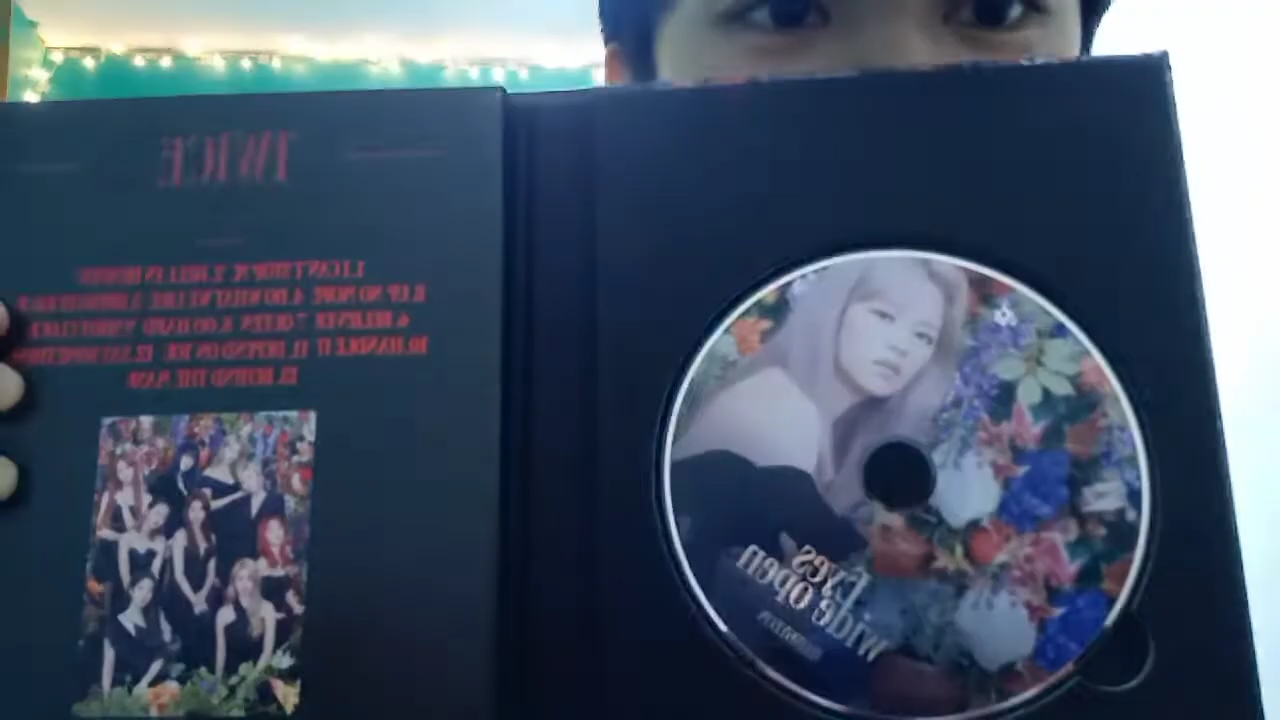 TWICE
1. I CAN'T STOP ME 2. HELL IN HEAVEN
3. UP NO MORE 4. DO WHAT WE LIKE 5. BRING IT BACK
6. BELIEVER 7. QUEEN 8. GO HARD 9. SHOT CLOCK
10. HANDLE IT 11. DEPEND ON YOU 12. SAY SOMETHING
13. BEHIND THE MASK
Eyes
wide open